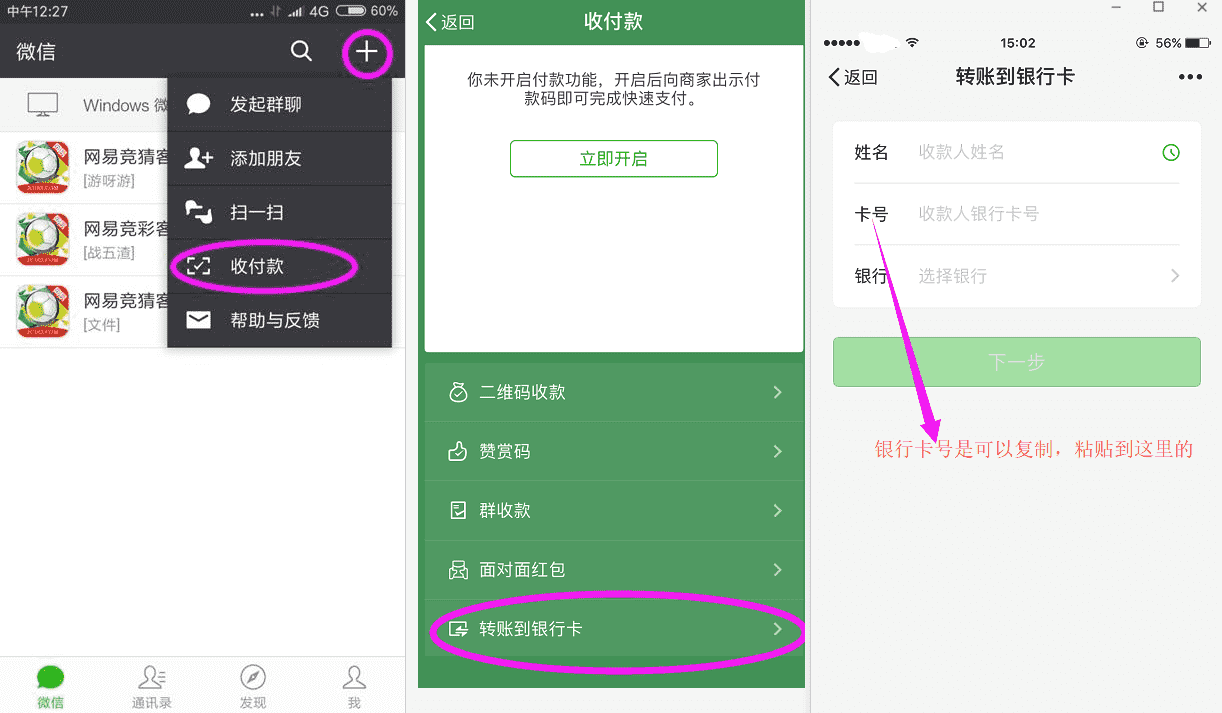 中午12:27
4G
60%
微信
Windows 微
发起群聊
网易竞猜客
[游呀游]
添加朋友
网易竞彩客
[战五渣]
扫一扫
收付款
网易竞猜客
[文件]
帮助与反馈
微信
通讯录
发现
我
返回
收付款
你未开启付款功能，开启后向商家出示付
款码即可完成快速支付。
立即开启
二维码收款
赞赏码
群收款
面对面红包
转账到银行卡
15:02
56%
返回
转账到银行卡
姓名
收款人姓名
卡号
收款人银行卡号
银行
选择银行
下一步
银行卡号是可以复制，粘贴到这里的